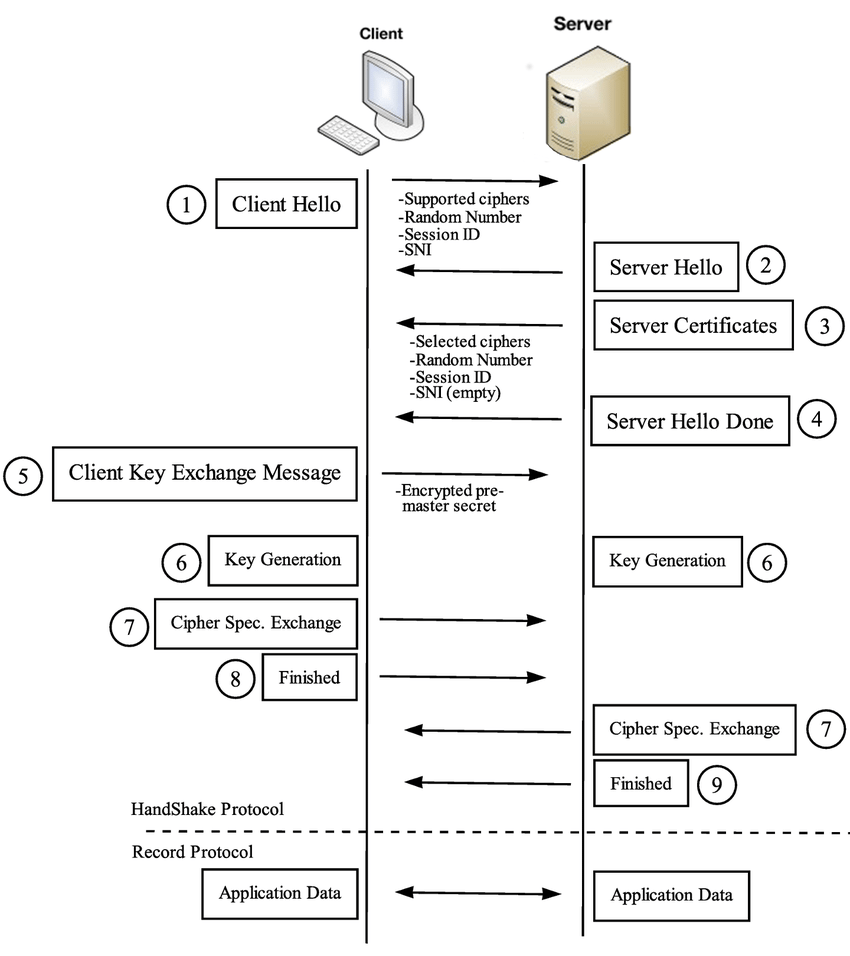 Client
Server
1
Client Hello
-Supported ciphers
-Random Number
-Session ID
-SNI
Server Hello
2
Server Certificates
3
-Selected ciphers
-Random Number
-Session ID
-SNI (empty)
Server Hello Done
4
5
Client Key Exchange Message
-Encrypted pre-
master secret
6
Key Generation
Key Generation
6
7
Cipher Spec. Exchange
8
Finished
Cipher Spec. Exchange
7
Finished
9
HandShake Protocol
Record Protocol
Application Data
Application Data